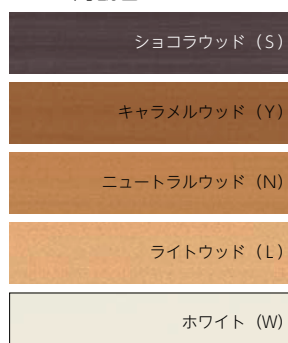 ショコラウッド（S）
キャラメルウッド（Y）
ニュートラルウッド（N）
ライトウッド（L）
ホワイト（W）